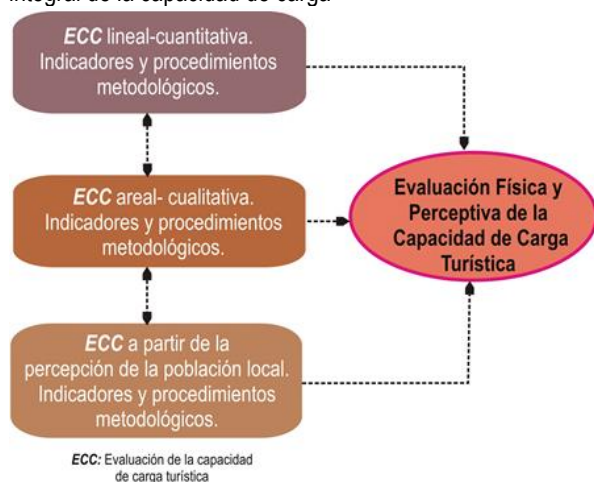 integral de la capacidad de carga
ECC lineal-cuantitativa.
Indicadores y procedimientos
metodológicos.
ECC areal- cualitativa.
Indicadores y procedimientos
metodológicos.
ECC a partir de la
percepción de la población local.
Indicadores y procedimientos
metodológicos.
Evaluación Física y
Perceptiva de la
Capacidad de Carga
Turística
ECC: Evaluación de la capacidad
de carga turística